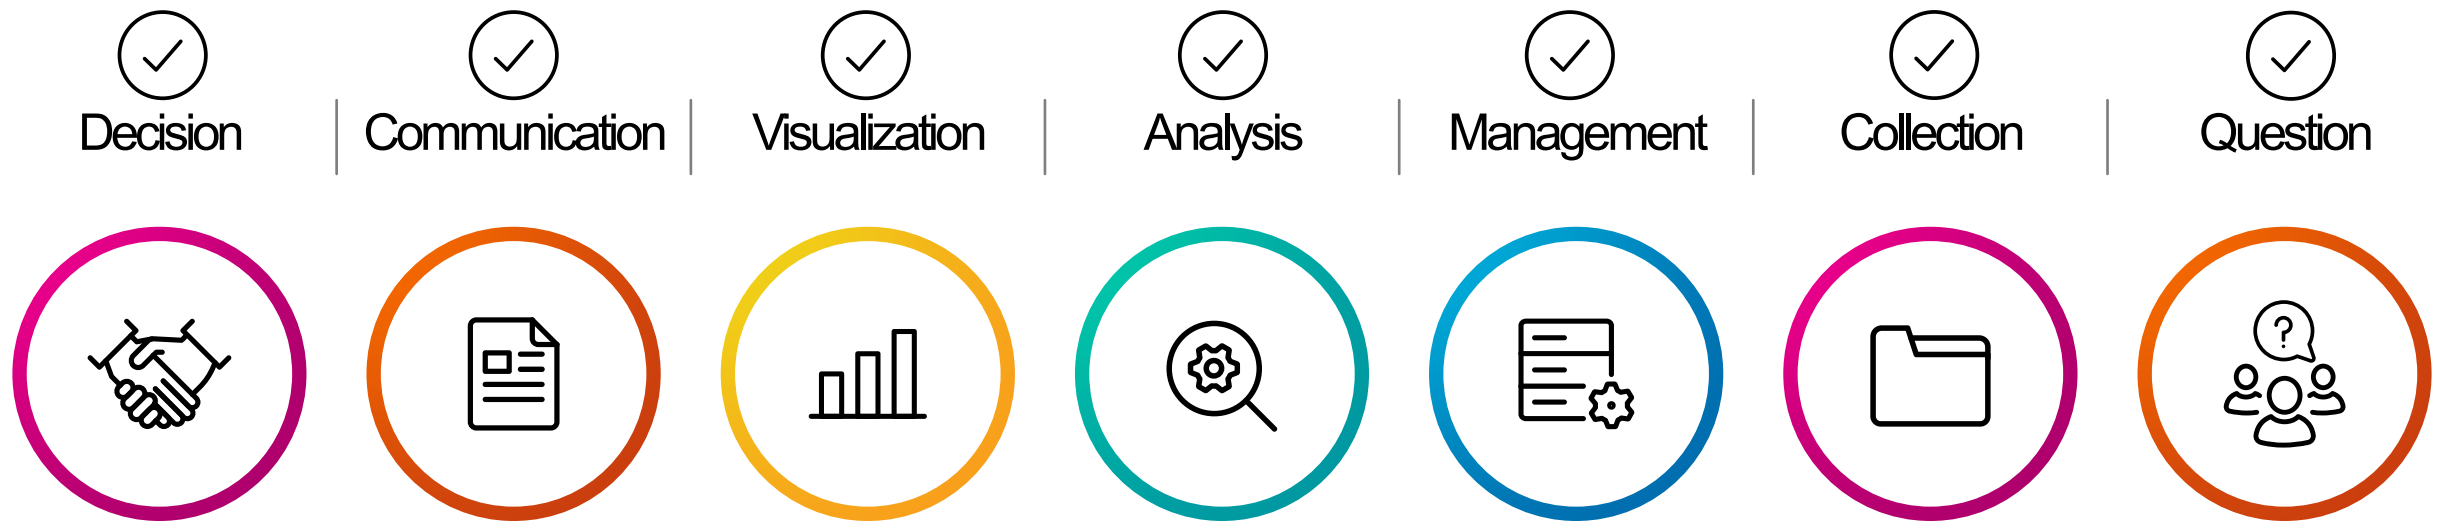 Decision
Communication
Visualization
Analysis
Management
Collection
Question
?